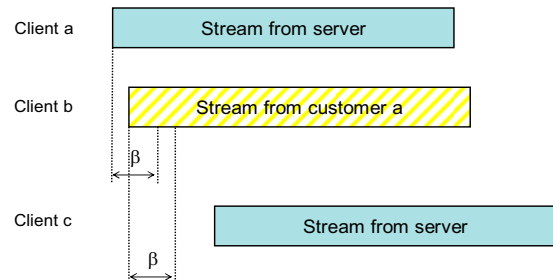 Client a
Stream from server
Client b
Stream from customer a
β
Client c
Stream from server
β